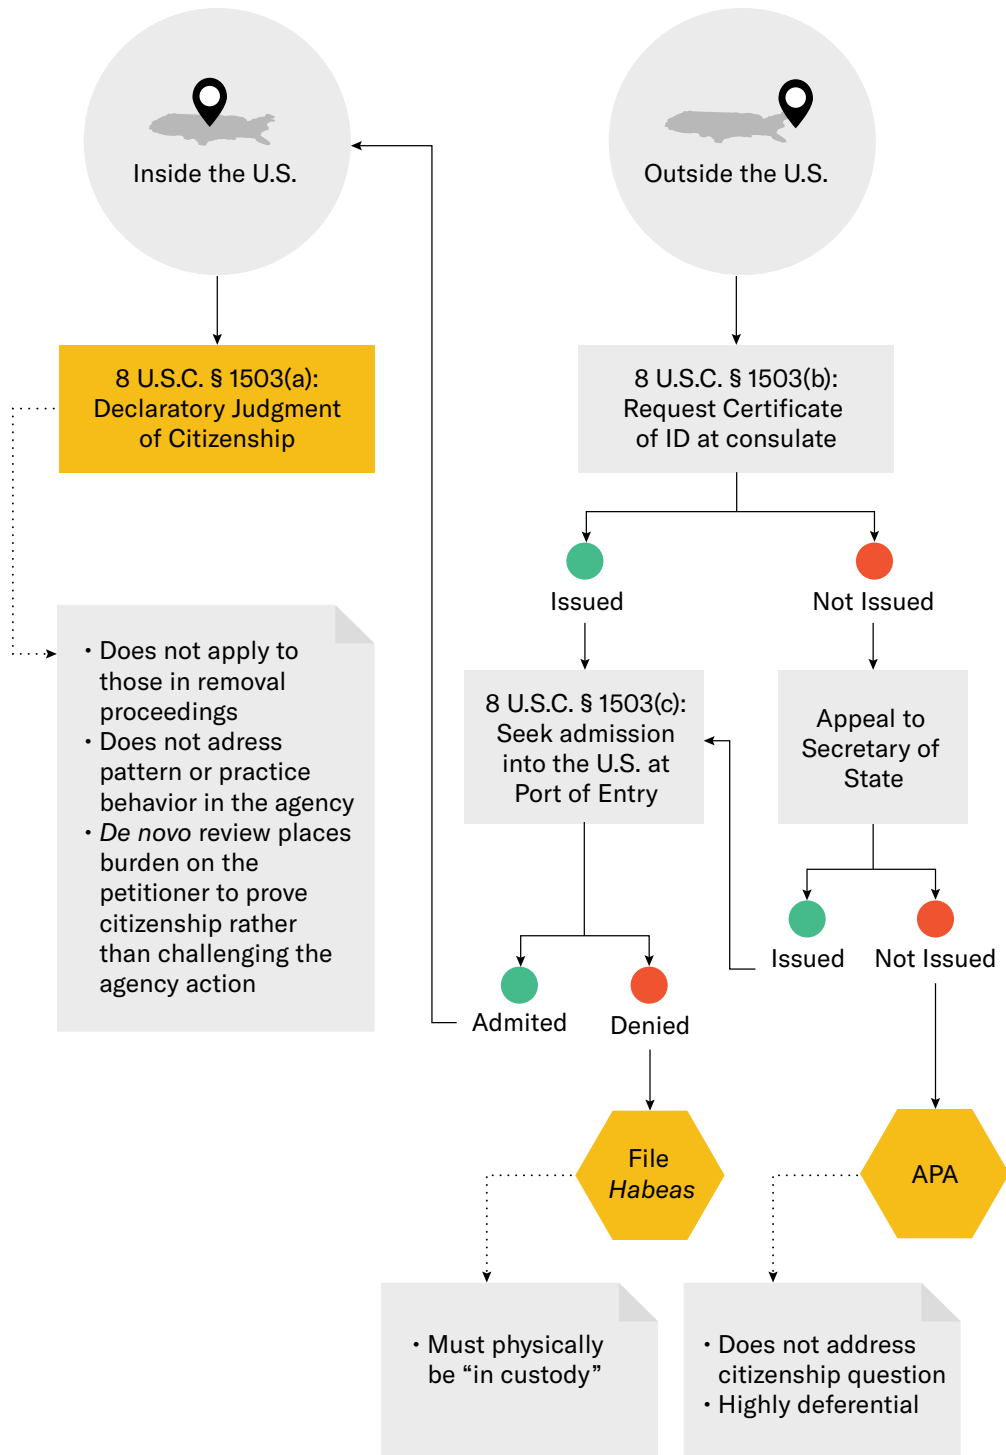 Inside the U.S.
Outside the U.S.
8 U.S.C. § 1503(a):
Declaratory Judgment
of Citizenship
8 U.S.C. § 1503(b):
Request Certificate
of ID at consulate
Issued
Not Issued
• Does not apply to
those in removal
proceedings
• Does not adress
pattern or practice
behavior in the agency
• De novo review places
burden on the
petitioner to prove
citizenship rather
than challenging the
agency action
8 U.S.C. § 1503(c):
Seek admission
into the U.S. at
Port of Entry
Appeal to
Secretary of
State
Issued
Not Issued
Admited
Denied
File
Habeas
APA
• Must physically
be “in custody”
• Does not address
citizenship question
• Highly deferential